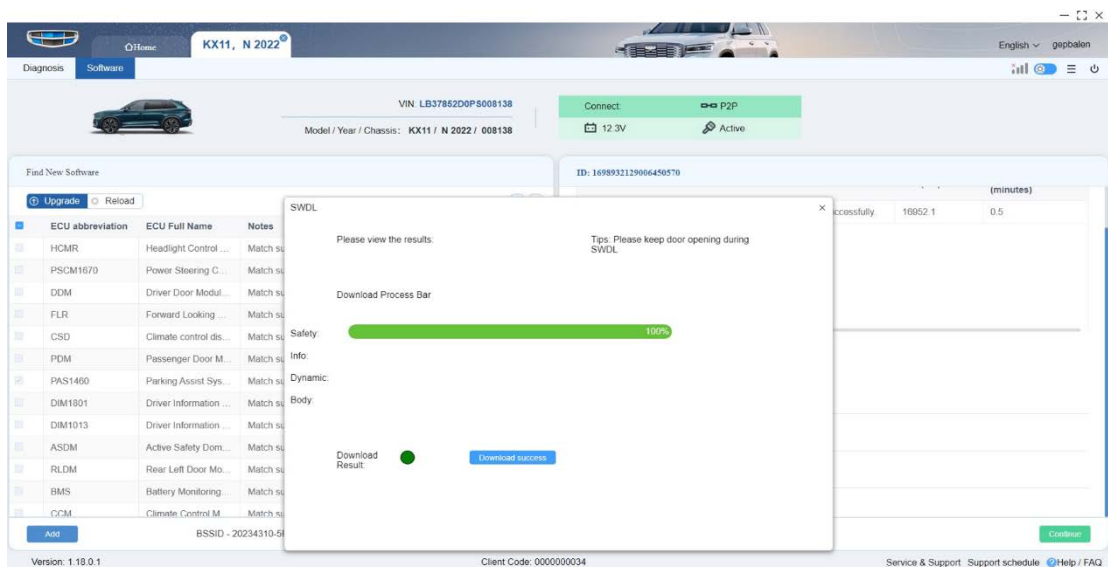 Home
KX11, N 2022
English
gepbalen
Diagnosis
Software
VIN: LB37852D0PS008138
Model / Year / Chassis: KX11 / N 2022 / 008138
Connect:
P2P
12.3V
Active
Find New Software
ID: 1698932129006450570
Upgrade
Reload
(minutes)
ECU abbreviation ECU Full Name Notes
ccessfully. 16952.1 0.5
HCMR Headlight Control ... Match su
PSCM1670 Power Steering C... Match su
DDM Driver Door Modul... Match su
FLR Forward Looking ... Match su
CSD Climate control dis... Match su
PDM Passenger Door M... Match su
PAS1460 Parking Assist Sys... Match su
DIM1801 Driver Information ... Match su
DIM1013 Driver Information ... Match su
ASDM Active Safety Dom... Match su
RLDM Rear Left Door Mo... Match su
BMS Battery Monitoring... Match su
CCM Climate Control M... Match su
SWDL
Please view the results:
Tips: Please keep door opening during
SWDL
Download Process Bar
Safety:
100%
Info:
Dynamic:
Body:
Download
Result:
Download success
Add
BSSID - 20234310-5
Continue
Version: 1.18.0.1
Client Code: 0000000034
Service & Support
Support schedule
Help / FAQ